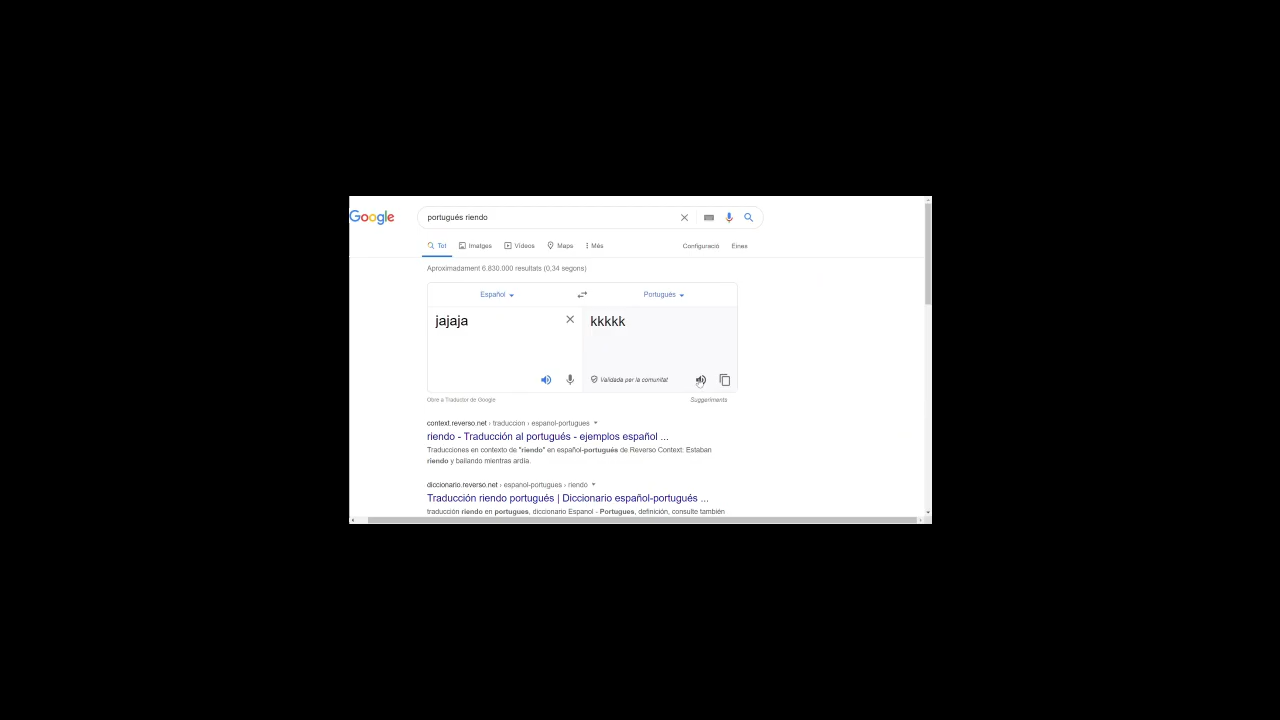 Google
portugués riendo
Tot Imatges Vídeos Maps Més Configuració Eines
Aproximadament 6.830.000 resultats (0,34 segons)
Español Portugués
jajaja kkkkk
Validada per la comunitat
Obre a Traductor de Google Suggeriments
context.reverso.net › traduccion › espanol-portugues
riendo - Traducción al portugués - ejemplos español ...
Traducciones en contexto de "riendo" en español-portugués de Reverso Context: Estaban
riendo y bailando mientras ardía.
diccionario.reverso.net › espanol-portugues › riendo
Traducción riendo portugués | Diccionario español-portugués ...
traducción riendo en portugues, diccionario Espanol - Portugues, definición, consulte también